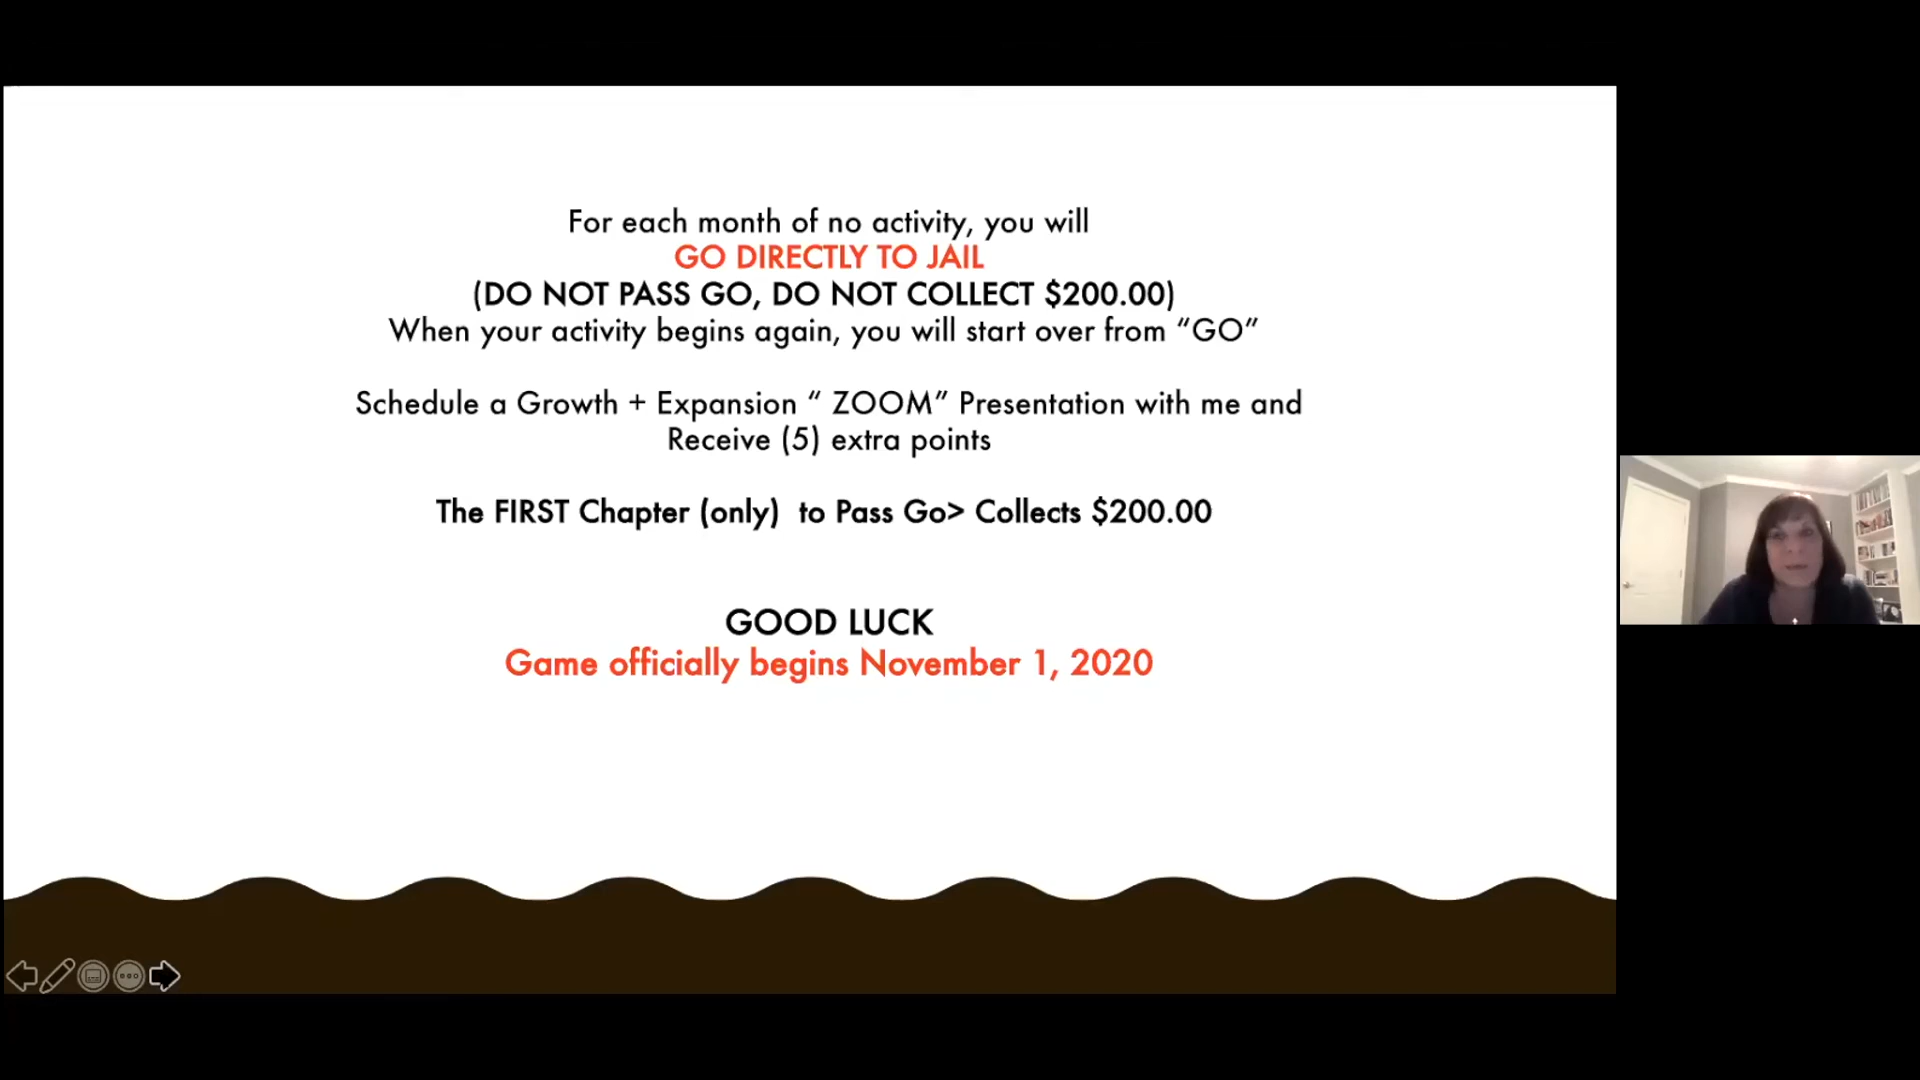 For each month of no activity, you will
GO DIRECTLY TO JAIL
(DO NOT PASS GO, DO NOT COLLECT $200.00)
When your activity begins again, you will start over from “GO”
Schedule a Growth + Expansion “ ZOOM” Presentation with me and
Receive (5) extra points
The FIRST Chapter (only)  to Pass Go> Collects $200.00
GOOD LUCK
Game officially begins November 1, 2020